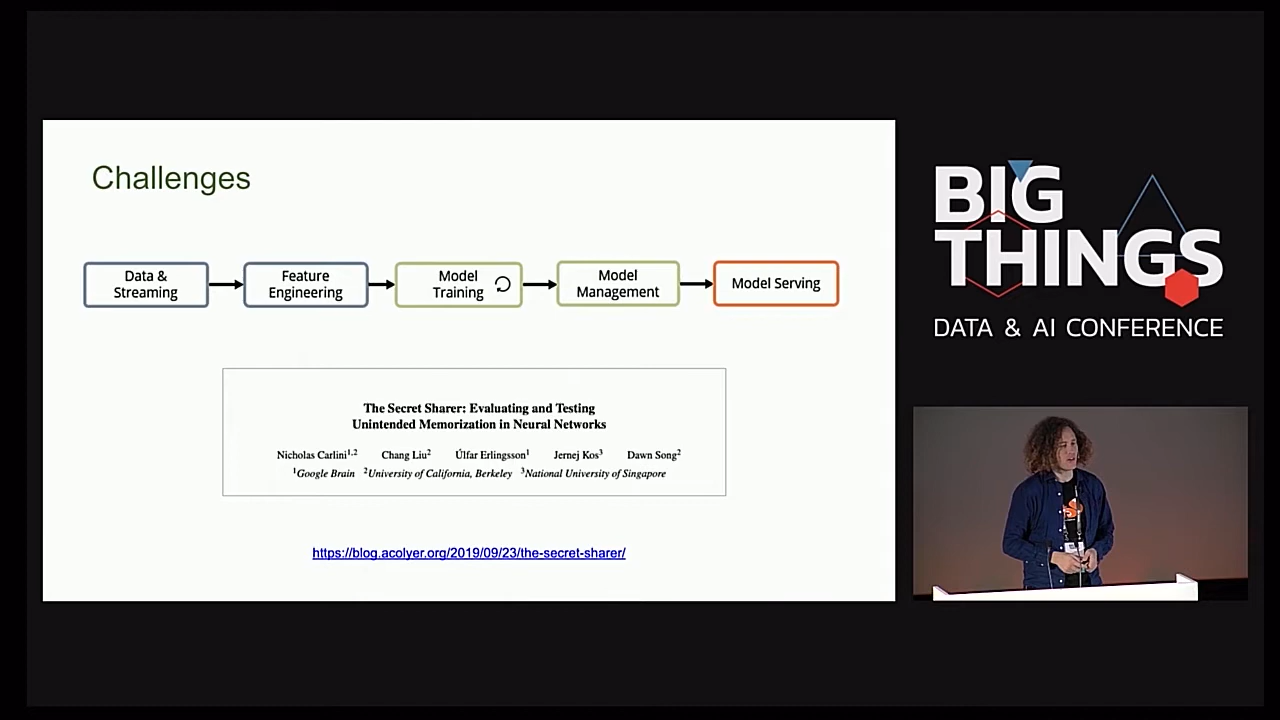 Challenges
Data &
Streaming
Feature
Engineering
Model
Training
Model
Management
Model Serving
The Secret Sharer: Evaluating and Testing
Unintended Memorization in Neural Networks
Nicholas Carlini1,2 Chang Liu2 Úlfar Erlingsson1 Jernej Kos3 Dawn Song2
1Google Brain 2University of California, Berkeley 3National University of Singapore
https://blog.acolyer.org/2019/09/23/the-secret-sharer/
BIG
THINGS
DATA & AI CONFERENCE